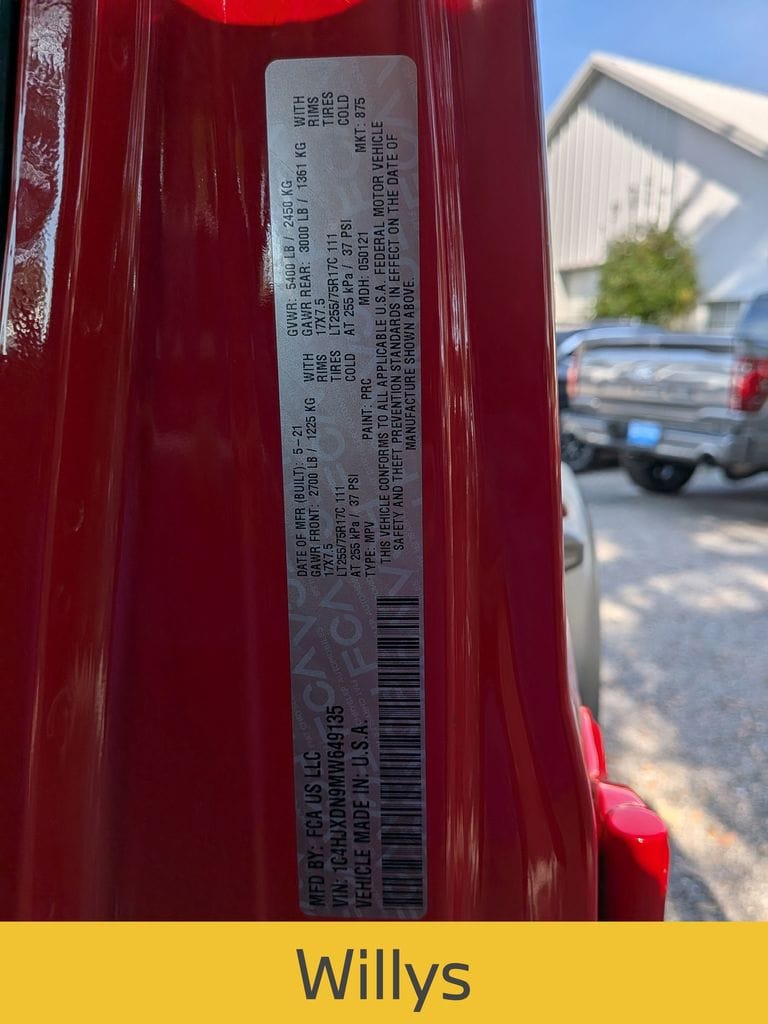 MFD BY: FCA US LLC
VIN: 1C4HJXDN9MW649135
VEHICLE MADE IN: U.S.A.
DATE OF MFR (BUILT): 5-21
GVWR: 5400 LB / 2450 KG
GAWR FRONT: 2700 LB / 1225 KG WITH
17X7.5 RIMS
LT255/75R17C 111 TIRES
AT 255 kPa / 37 PSI COLD
GAWR REAR: 3000 LB / 1361 KG WITH
17X7.5 RIMS
LT255/75R17C 111 TIRES
AT 255 kPa / 37 PSI COLD
TYPE: MPV PAINT: PRC MDH: 050121 MKT: 875
THIS VEHICLE CONFORMS TO ALL APPLICABLE U.S.A. FEDERAL MOTOR VEHICLE
SAFETY AND THEFT PREVENTION STANDARDS IN EFFECT ON THE DATE OF
MANUFACTURE SHOWN ABOVE.
Willys